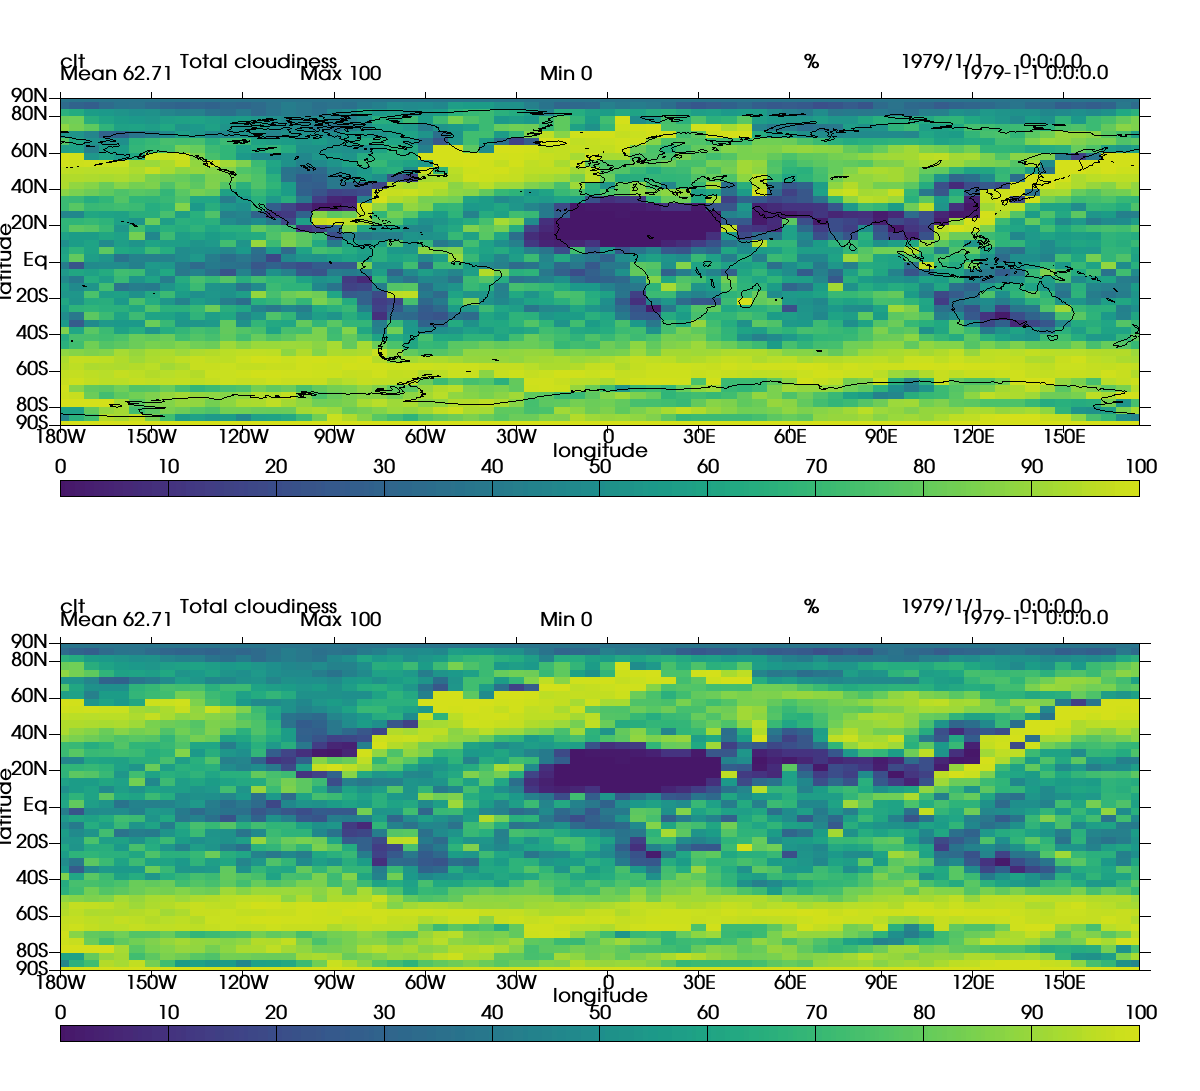 clt Total cloudiness % 1979/1/1 0:0:0.0
Mean 62.71 Max 100 Min 0 1979-1-1 0:0:0.0
90N
80N
60N
40N
20N
Eq
20S
40S
60S
80S
90S
latitude
180W 150W 120W 90W 60W 30W 0 30E 60E 90E 120E 150E
longitude
0 10 20 30 40 50 60 70 80 90 100
clt Total cloudiness % 1979/1/1 0:0:0.0
Mean 62.71 Max 100 Min 0 1979-1-1 0:0:0.0
90N
80N
60N
40N
20N
Eq
20S
40S
60S
80S
90S
latitude
180W 150W 120W 90W 60W 30W 0 30E 60E 90E 120E 150E
longitude
0 10 20 30 40 50 60 70 80 90 100